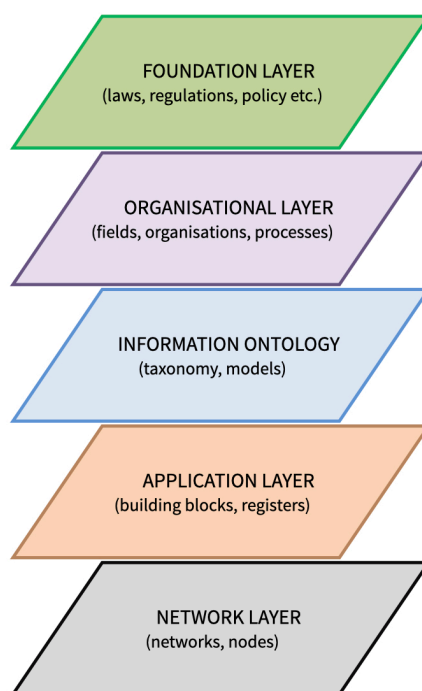 FOUNDATION LAYER
(laws, regulations, policy etc.)
ORGANISATIONAL LAYER
(fields, organisations, processes)
INFORMATION ONTOLOGY
(taxonomy, models)
APPLICATION LAYER
(building blocks, registers)
NETWORK LAYER
(networks, nodes)